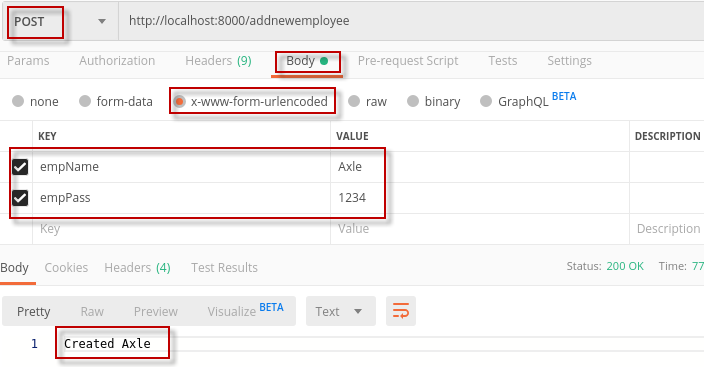 POST http://localhost:8000/addnewemployee
Params Authorization Headers (9) Body Pre-request Script Tests Settings
none form-data x-www-form-urlencoded raw binary GraphQL BETA
KEY VALUE DESCRIPTION
empName Axle
empPass 1234
Key Value Description
Body Cookies Headers (4) Test Results Status: 200 OK Time: 77
Pretty Raw Preview Visualize BETA Text
1 Created Axle